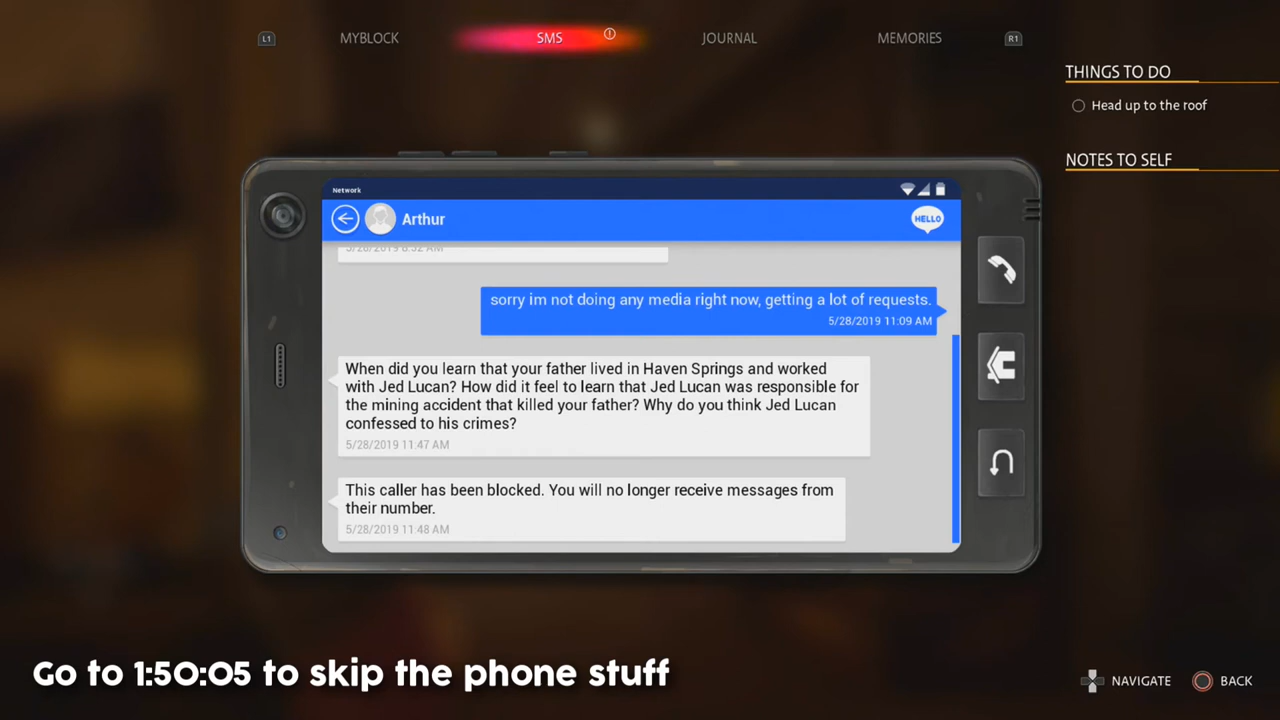 L1
MYBLOCK
SMS
JOURNAL
MEMORIES
R1
THINGS TO DO
Head up to the roof
NOTES TO SELF
Network
Arthur
HELLO
5/28/2019 8:52 AM
sorry im not doing any media right now, getting a lot of requests.
5/28/2019 11:09 AM
When did you learn that your father lived in Haven Springs and worked
with Jed Lucan? How did it feel to learn that Jed Lucan was responsible for
the mining accident that killed your father? Why do you think Jed Lucan
confessed to his crimes?
5/28/2019 11:47 AM
This caller has been blocked. You will no longer receive messages from
their number.
5/28/2019 11:48 AM
Go to 1:50:05 to skip the phone stuff
NAVIGATE
BACK